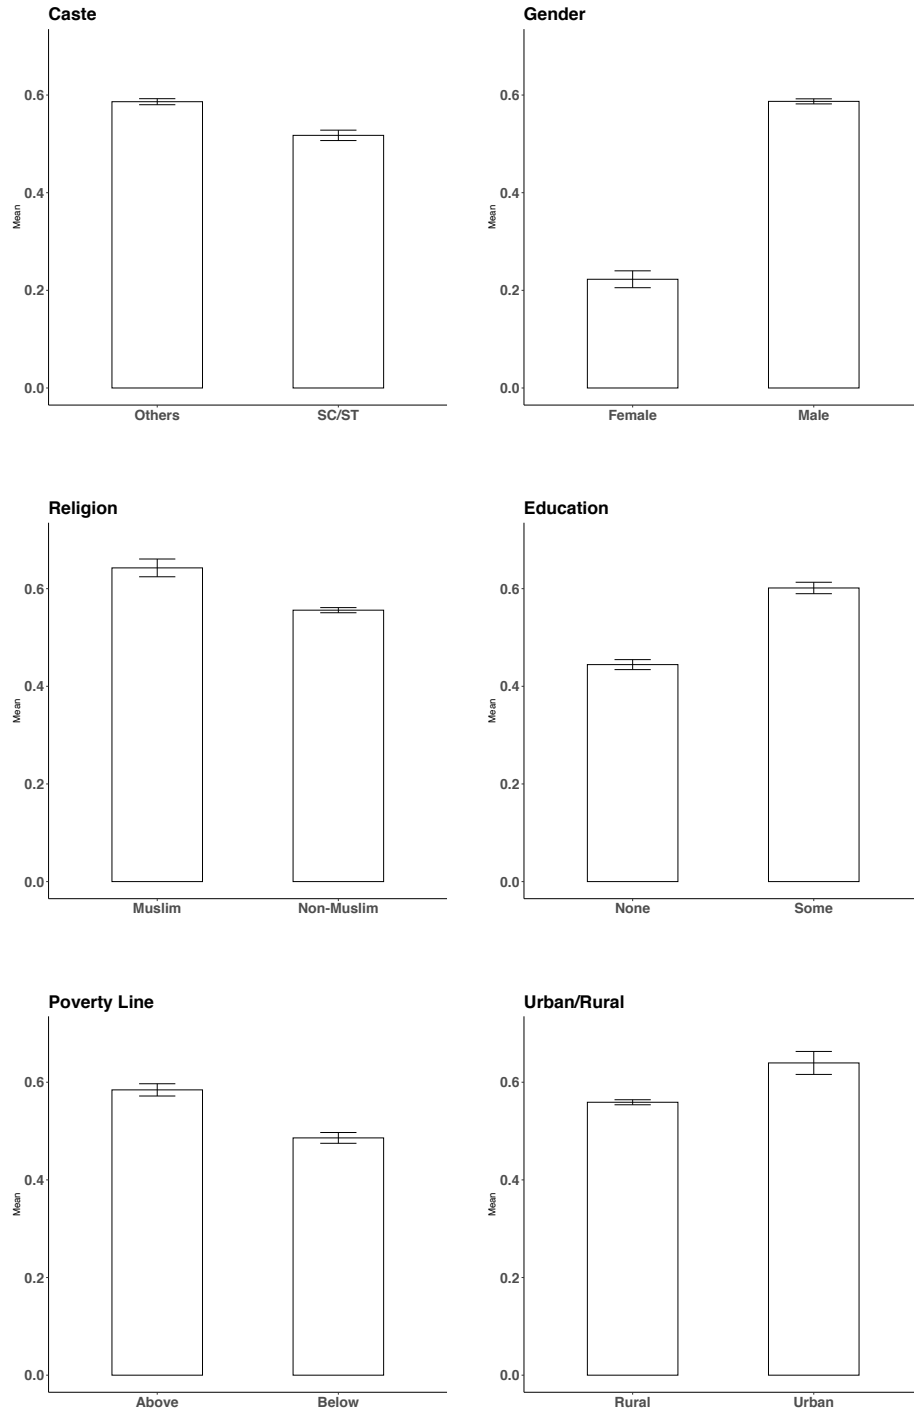 Caste
Mean
0.6
0.4
0.2
0.0
Others SC/ST
Gender
Mean
0.6
0.4
0.2
0.0
Female Male
Religion
Mean
0.6
0.4
0.2
0.0
Muslim Non-Muslim
Education
Mean
0.6
0.4
0.2
0.0
None Some
Poverty Line
Mean
0.6
0.4
0.2
0.0
Above Below
Urban/Rural
Mean
0.6
0.4
0.2
0.0
Rural Urban